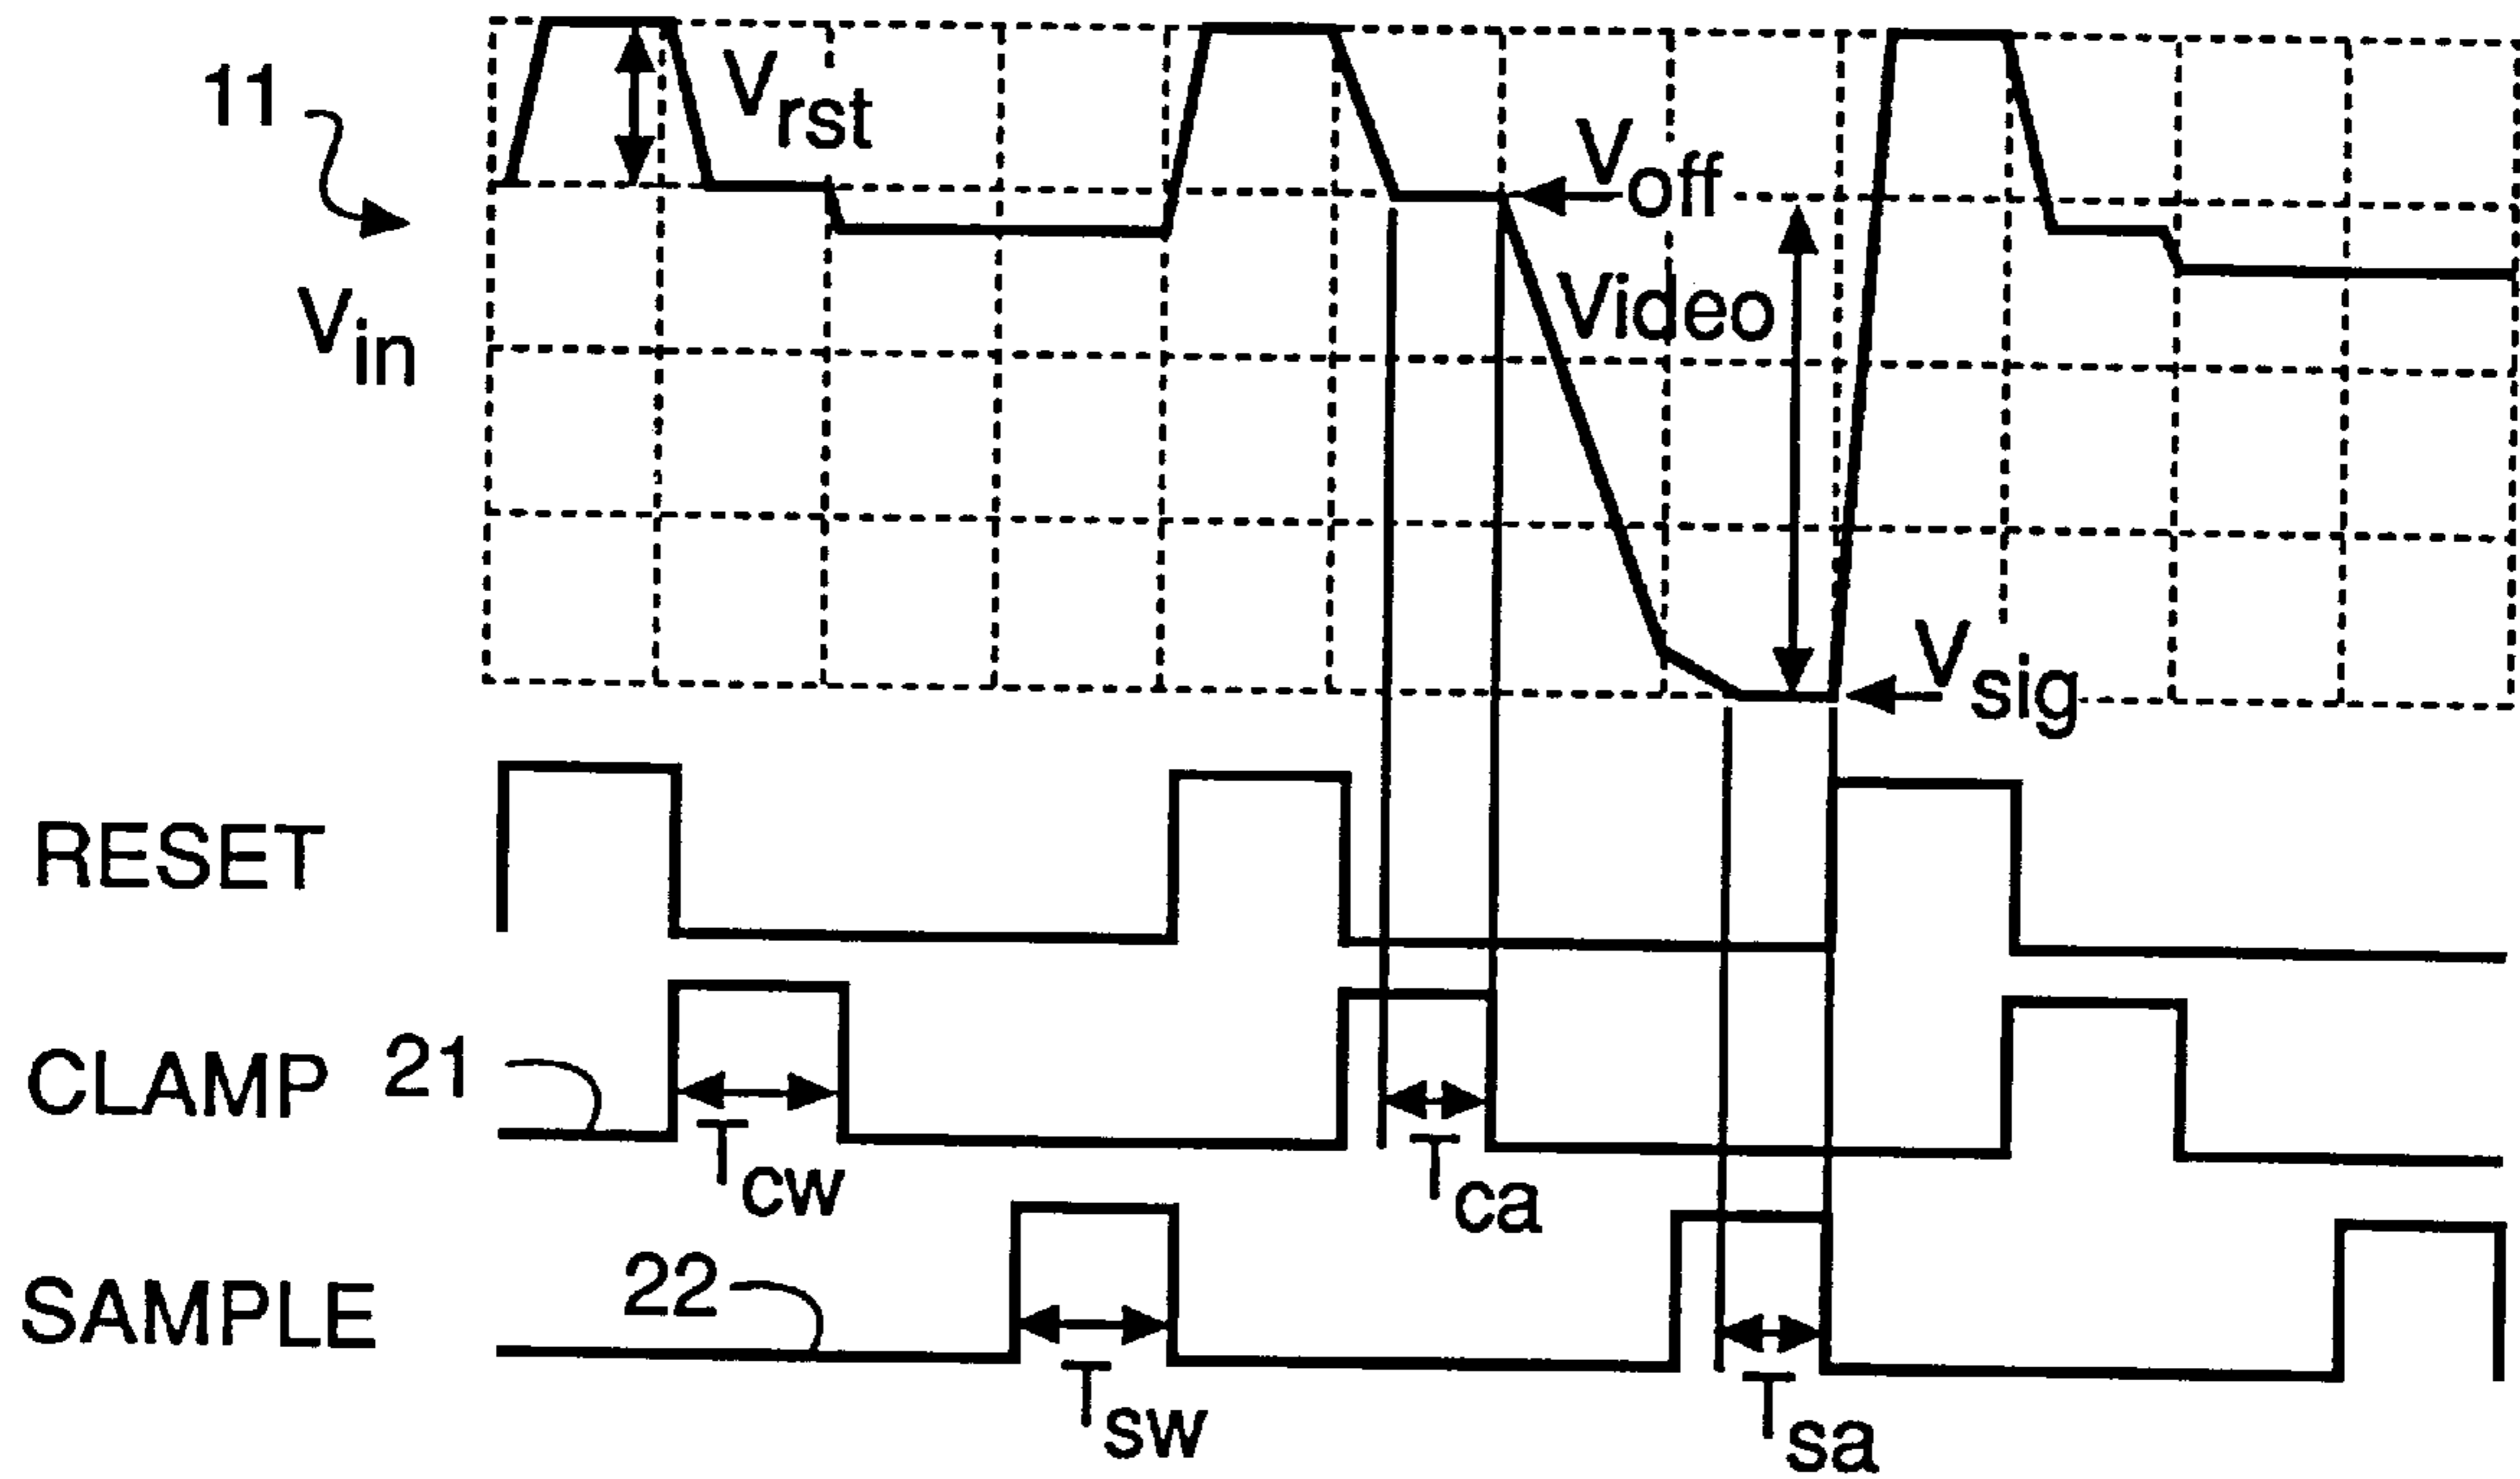 11
Vrst
Voff
Video
Vin
Vsig
RESET
CLAMP
21
Tcw
Tca
SAMPLE
22
Tsw
Tsa